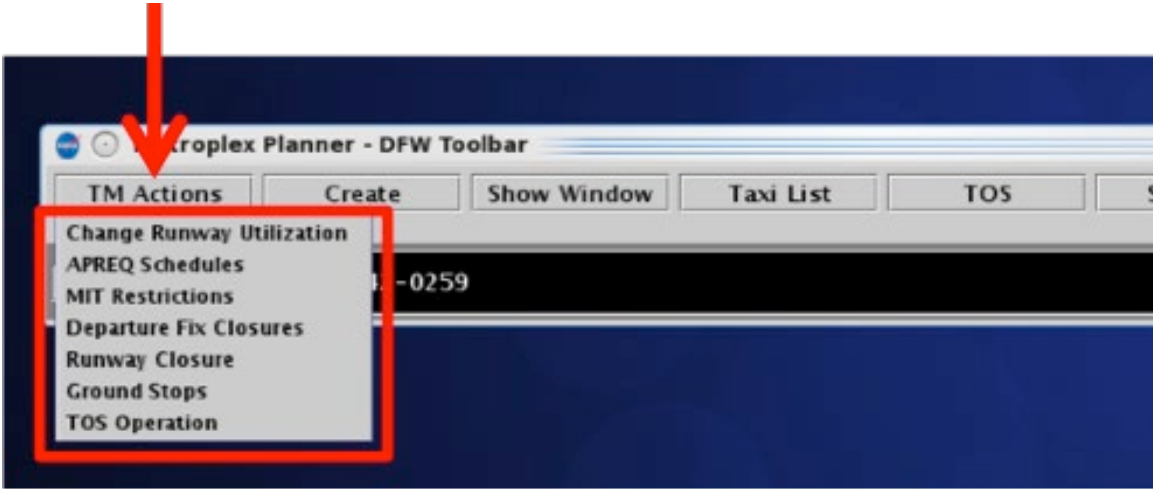 Planner - DFW Toolbar
TM Actions Create Show Window Taxi List TOS
Change Runway Utilization
APREQ Schedules
-0259
MIT Restrictions
Departure Fix Closures
Runway Closure
Ground Stops
TOS Operation